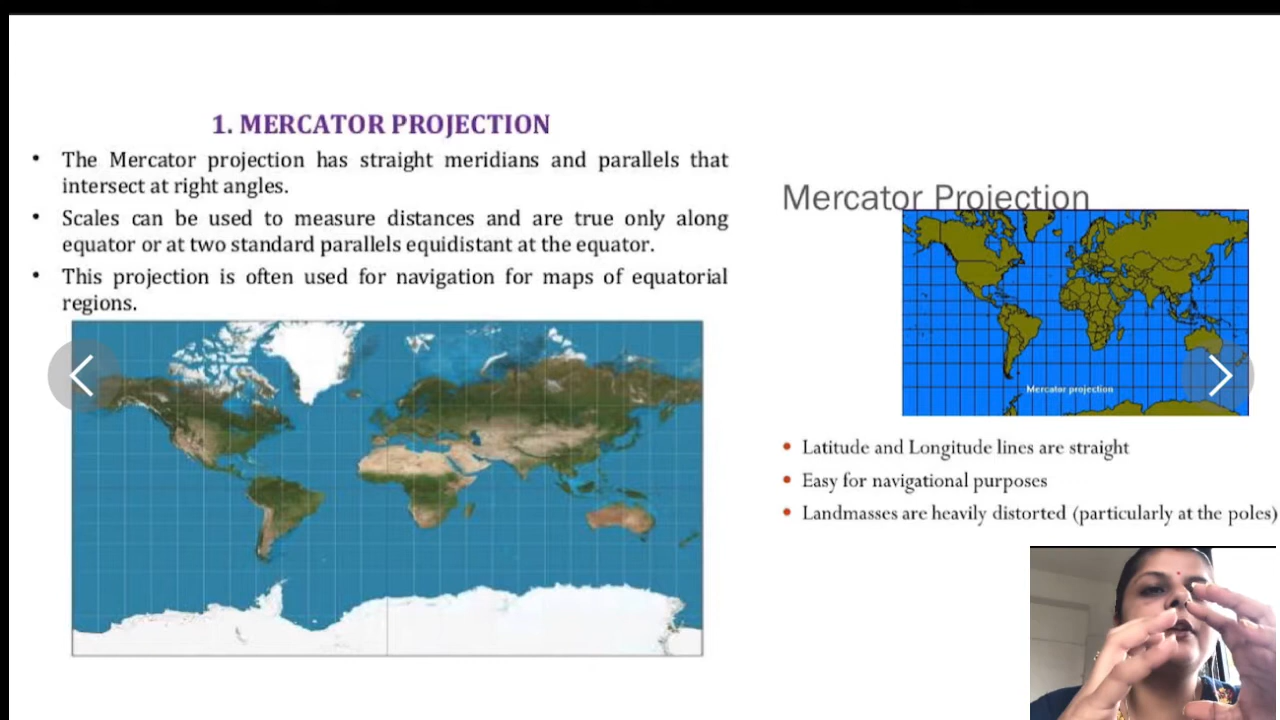 1. MERCATOR PROJECTION
• The Mercator projection has straight meridians and parallels that
intersect at right angles.
• Scales can be used to measure distances and are true only along
equator or at two standard parallels equidistant at the equator.
• This projection is often used for navigation for maps of equatorial
regions.
Mercator Projection
Mercator projection
• Latitude and Longitude lines are straight
• Easy for navigational purposes
• Landmasses are heavily distorted (particularly at the poles)